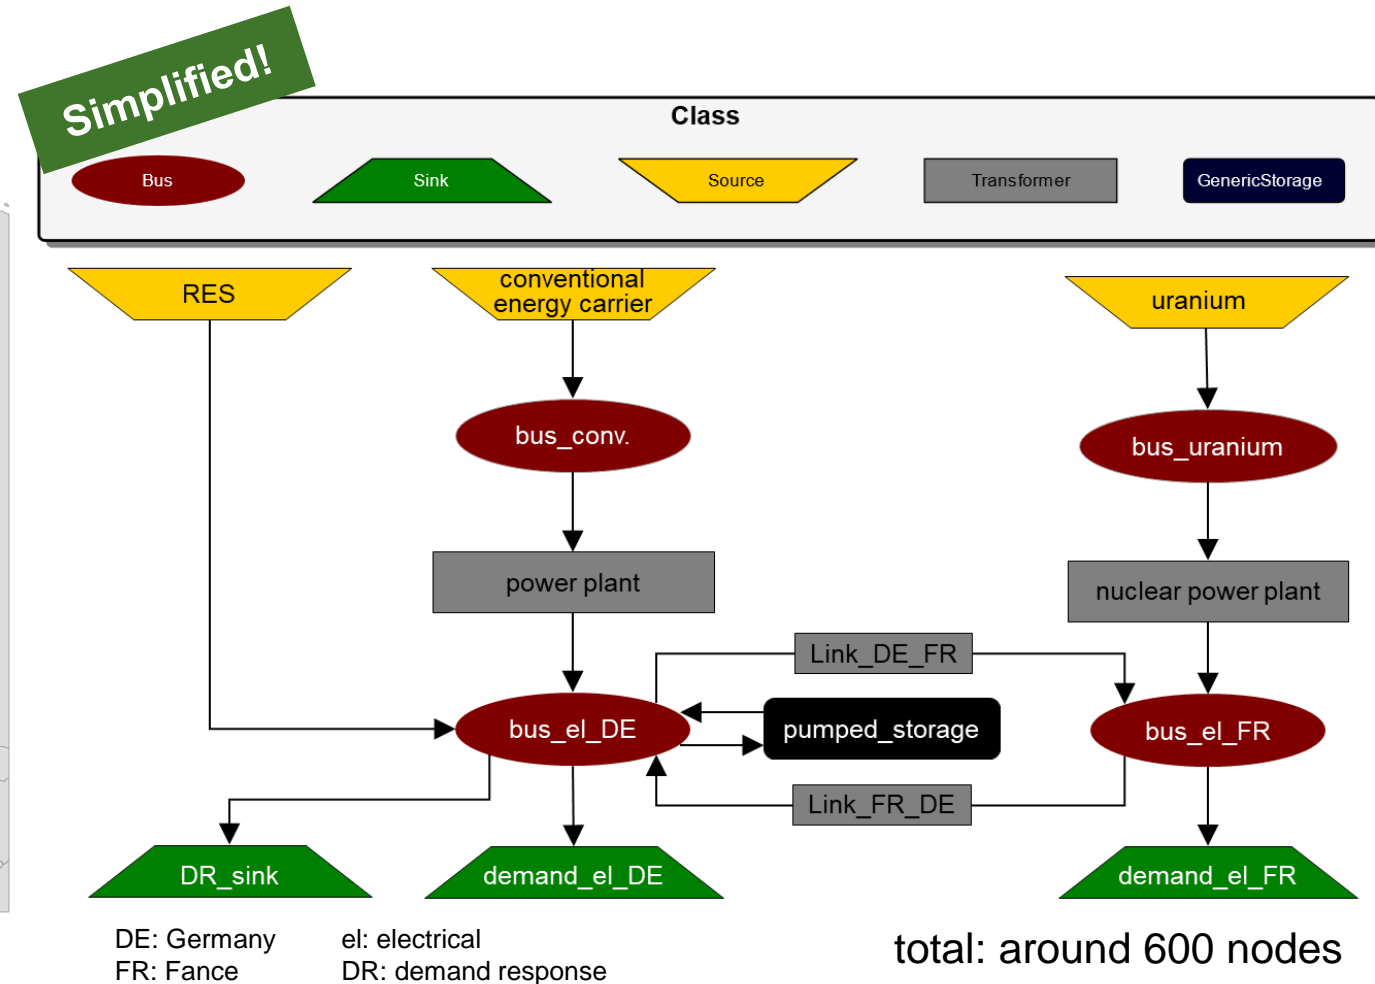 Simplified!
Class
Bus
Sink
Source
Transformer
GenericStorage
RES
conventional
energy carrier
uranium
bus_conv.
bus_uranium
power plant
nuclear power plant
Link_DE_FR
bus_el_DE
pumped_storage
bus_el_FR
Link_FR_DE
DR_sink
demand_el_DE
demand_el_FR
DE: Germany
el: electrical
FR: Fance
DR: demand response
total: around 600 nodes